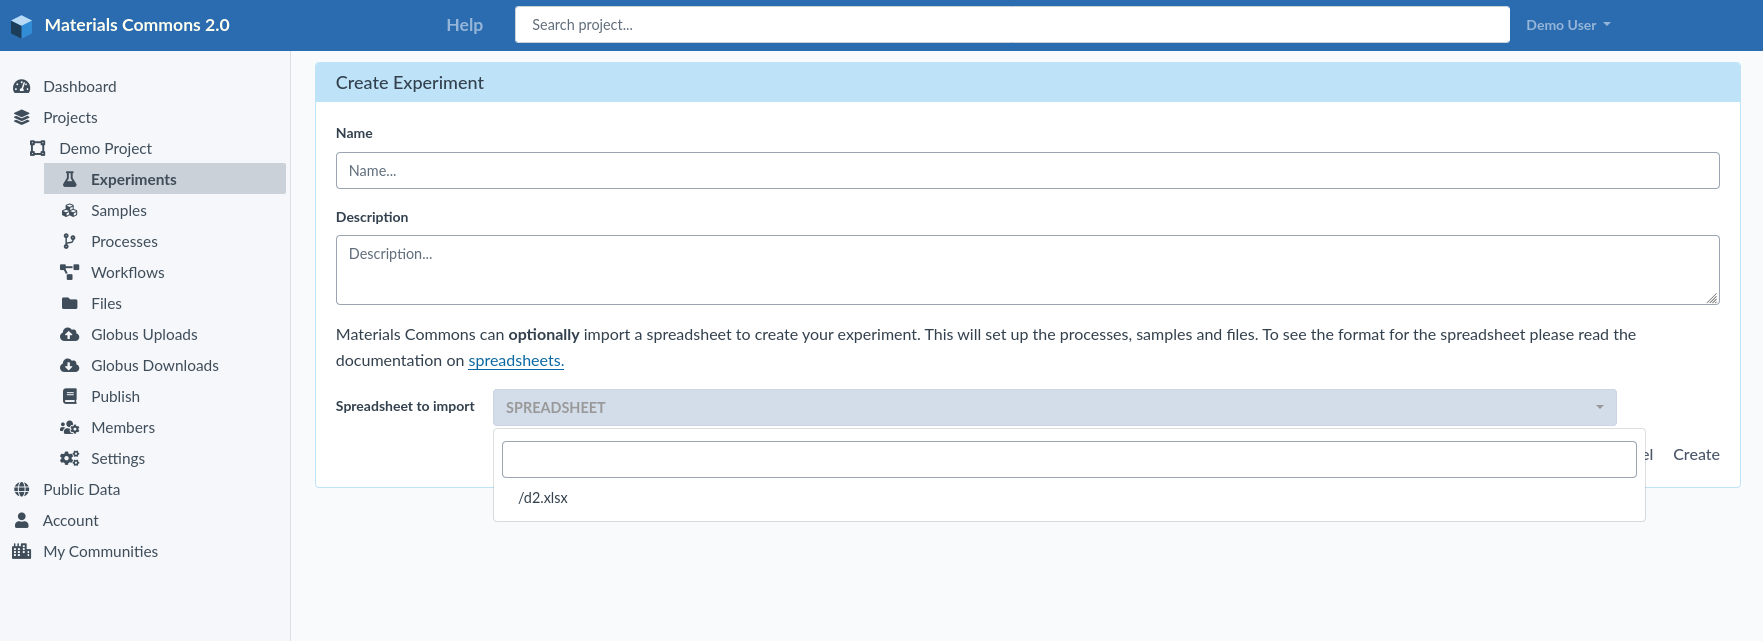 Materials Commons 2.0
Help
Search project...
Demo User
Dashboard
Projects
Demo Project
Experiments
Samples
Processes
Workflows
Files
Globus Uploads
Globus Downloads
Publish
Members
Settings
Public Data
Account
My Communities
Create Experiment
Name
Name...
Description
Description...
Materials Commons can optionally import a spreadsheet to create your experiment. This will set up the processes, samples and files. To see the format for the spreadsheet please read the
documentation on spreadsheets.
Spreadsheet to import
SPREADSHEET
/d2.xlsx
Create